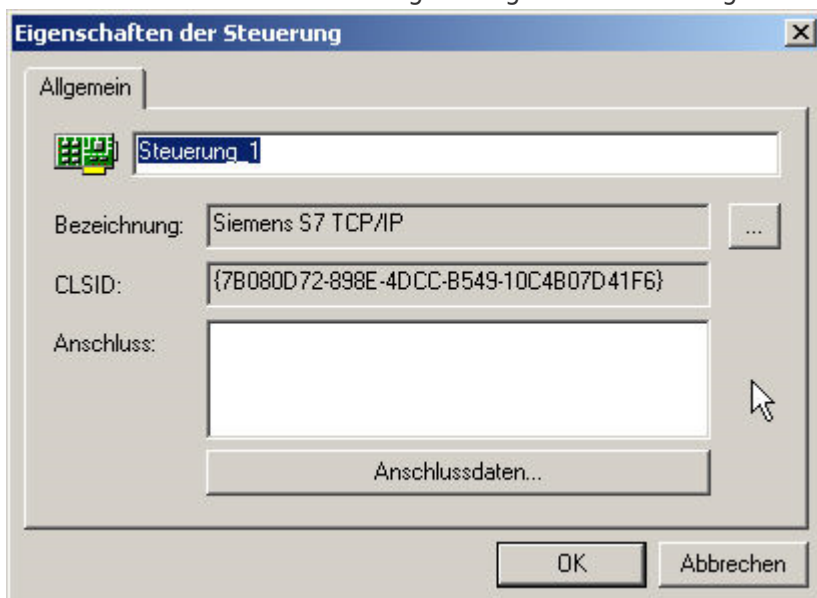 Eigenschaften der Steuerung
Allgemein
Steuerung_1
Bezeichnung: Siemens S7 TCP/IP ...
CLSID: {7B080D72-898E-4DCC-B549-10C4B07D41F6}
Anschluss:
Anschlussdaten...
OK Abbrechen